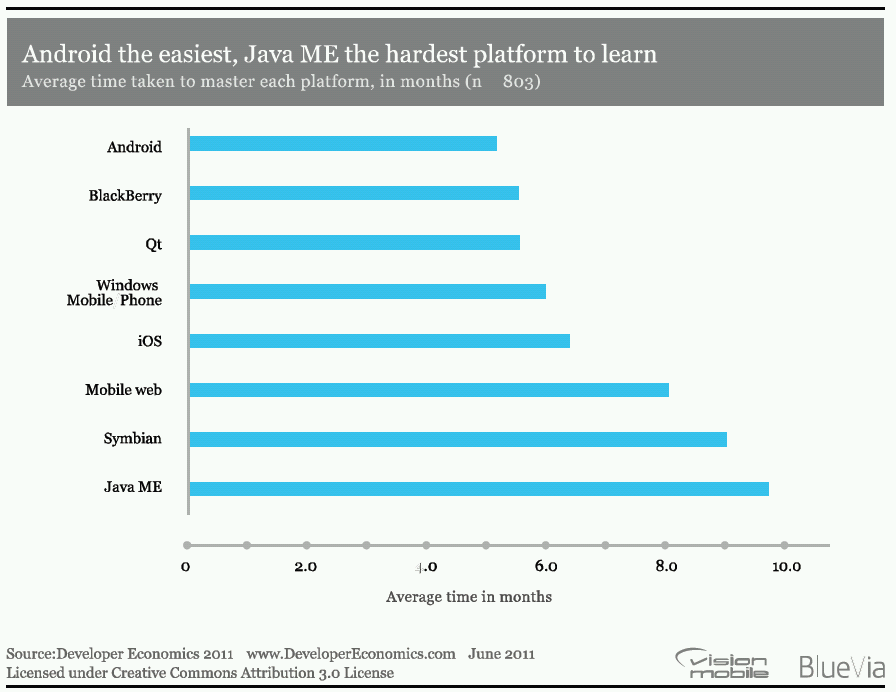 Android the easiest, Java ME the hardest platform to learn
Average time taken to master each platform, in months (n 803)
Android
BlackBerry
Qt
Windows
Mobile Phone
iOS
Mobile web
Symbian
Java ME
0 2.0 4.0 6.0 8.0 10.0
Average time in months
Source:Developer Economics 2011 www.DeveloperEconomics.com June 2011
Licensed under Creative Commons Attribution 3.0 License
vision
mobile
BlueVia